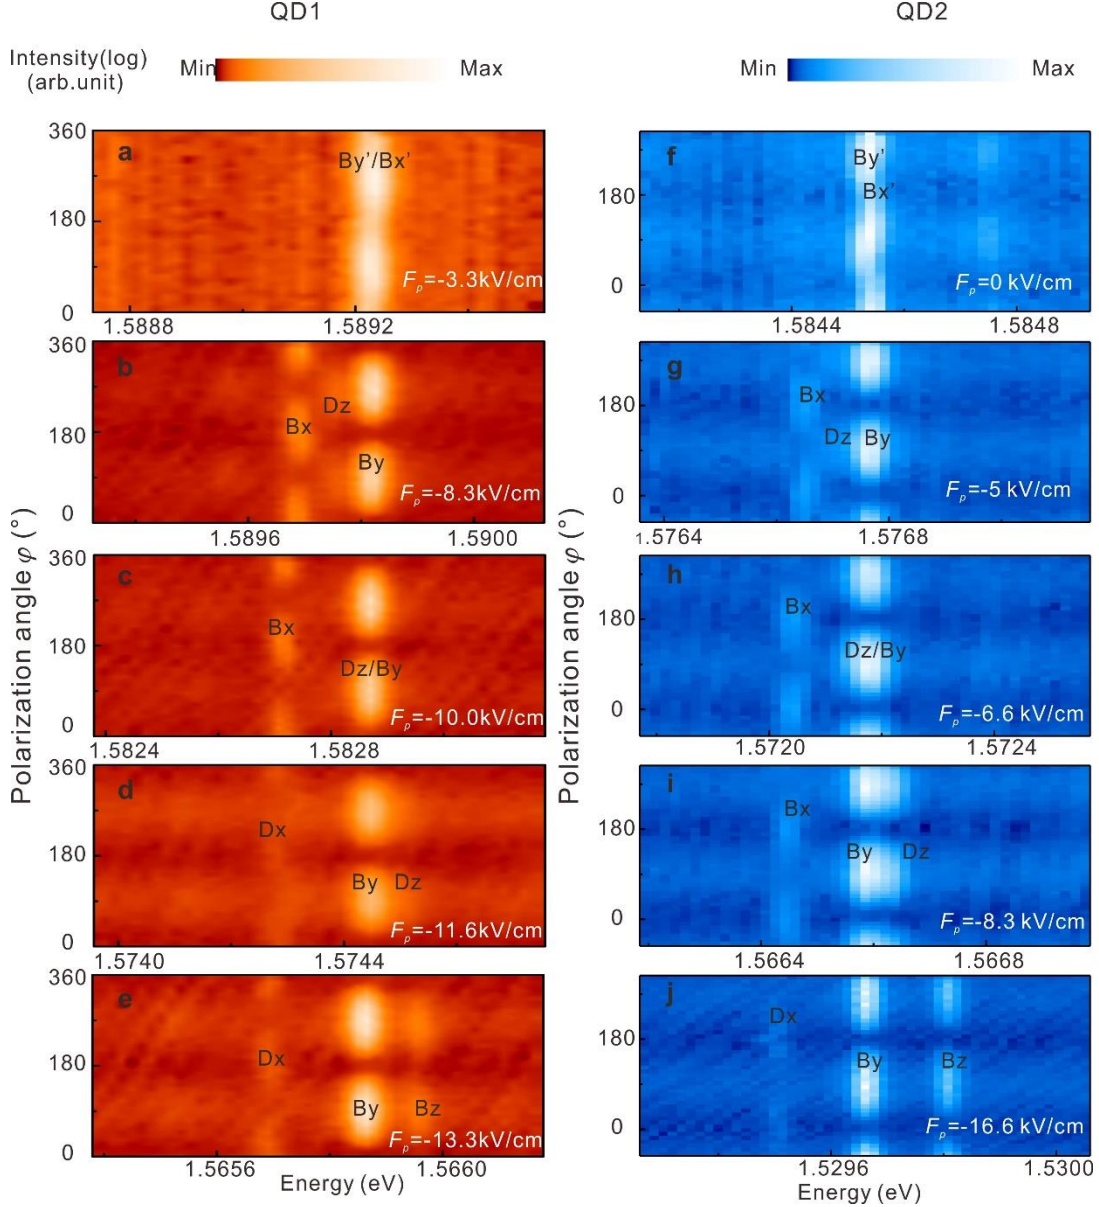 QD1
QD2
Intensity(log)
(arb.unit)
Min
Max
Min
Max
360
180
0
a
By'/Bx'
Fp=-3.3kV/cm
1.5888
1.5892
180
0
f
By'
Bx'
Fp=0 kV/cm
1.5844
1.5848
360
180
0
b
Bx
Dz
By
Fp=-8.3kV/cm
1.5896
1.5900
180
0
g
Bx
Dz
By
Fp=-5 kV/cm
1.5764
1.5768
Polarization angle φ (°)
Polarization angle φ (°)
360
180
0
c
Bx
Dz/By
Fp=-10.0kV/cm
1.5824
1.5828
180
0
h
Bx
Dz/By
Fp=-6.6 kV/cm
1.5720
1.5724
360
180
0
d
Dx
By
Dz
Fp=-11.6kV/cm
1.5740
1.5744
180
0
i
Bx
By
Dz
Fp=-8.3 kV/cm
1.5664
1.5668
360
180
0
e
Dx
By
Bz
Fp=-13.3kV/cm
1.5656
1.5660
Energy (eV)
180
0
j
Dx
By
Bz
Fp=-16.6 kV/cm
1.5296
1.5300
Energy (eV)